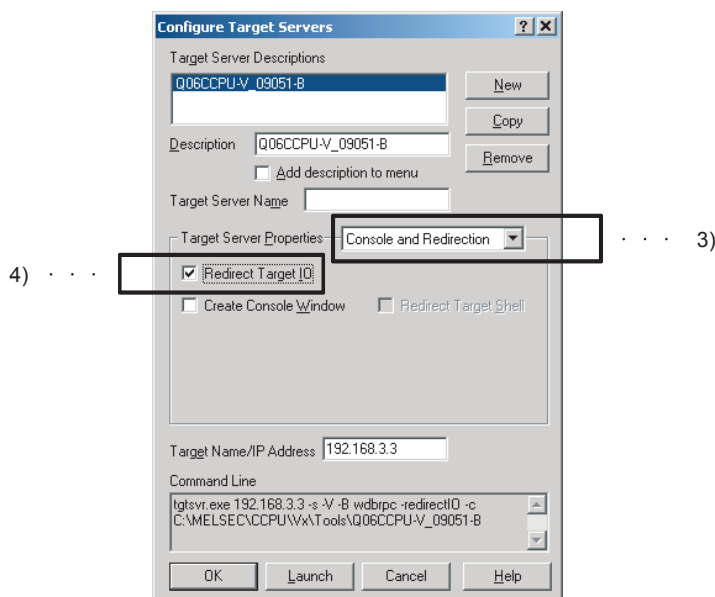 Configure Target Servers
Target Server Descriptions
Q06CCPU-V_09051-B
New
Copy
Description Q06CCPU-V_09051-B
Remove
Add description to menu
Target Server Name
Target Server Properties Console and Redirection
· · · 3)
4) · · ·
Redirect Target IO
Create Console Window Redirect Target Shell
Target Name/IP Address 192.168.3.3
Command Line
tgtsvr.exe 192.168.3.3 -s -V -B wdbrpc -redirectIO -c
C:\MELSEC\CCPU\Vx\Tools\Q06CCPU-V_09051-B
OK Launch Cancel Help